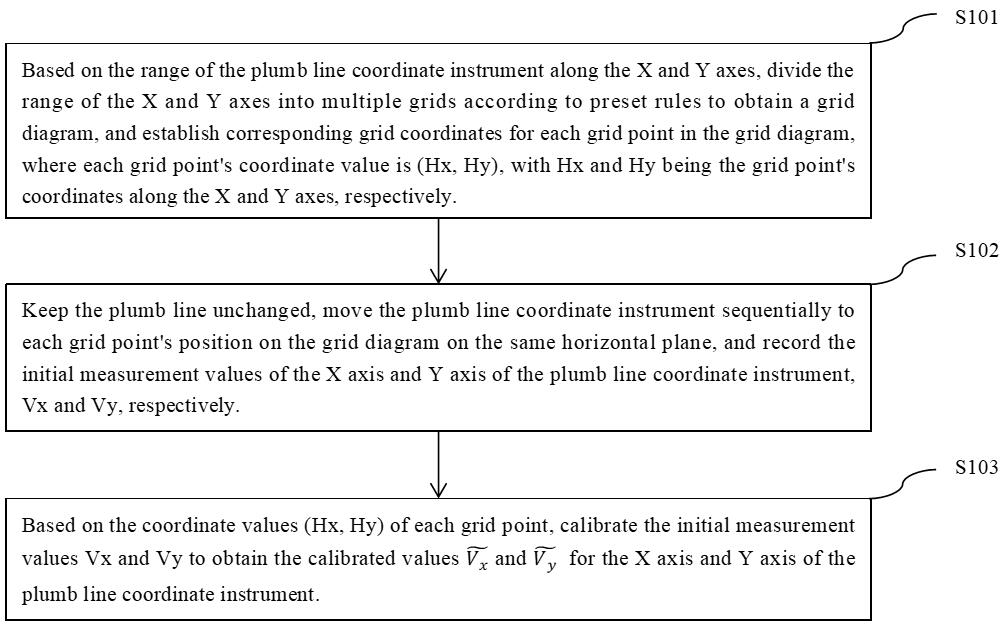 S101
Based on the range of the plumb line coordinate instrument along the X and Y axes, divide the
range of the X and Y axes into multiple grids according to preset rules to obtain a grid
diagram, and establish corresponding grid coordinates for each grid point in the grid diagram,
where each grid point's coordinate value is (Hx, Hy), with Hx and Hy being the grid point's
coordinates along the X and Y axes, respectively.
S102
Keep the plumb line unchanged, move the plumb line coordinate instrument sequentially to
each grid point's position on the grid diagram on the same horizontal plane, and record the
initial measurement values of the X axis and Y axis of the plumb line coordinate instrument,
Vx and Vy, respectively.
S103
Based on the coordinate values (Hx, Hy) of each grid point, calibrate the initial measurement
values Vx and Vy to obtain the calibrated values $\widetilde{V_x}$ and $\widetilde{V_y}$ for the X axis and Y axis of the
plumb line coordinate instrument.